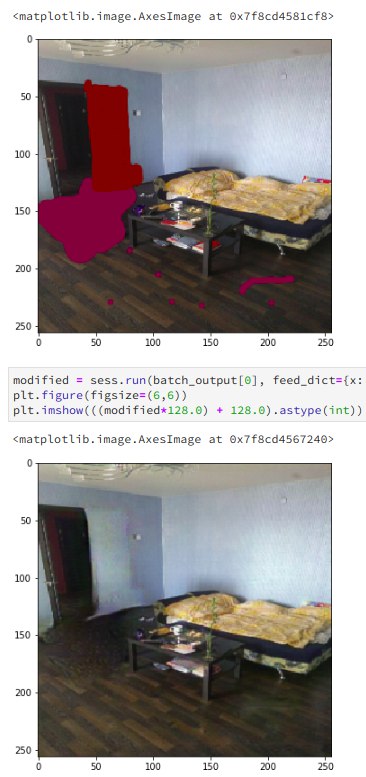 <matplotlib.image.AxesImage at 0x7f8cd4581cf8>
0
50
100
150
200
250
0 50 100 150 200 250
modified = sess.run(batch_output[0], feed_dict={x:
plt.figure(figsize=(6,6))
plt.imshow(((modified*128.0) + 128.0).astype(int))
<matplotlib.image.AxesImage at 0x7f8cd4567240>
0
50
100
150
200
250
0 50 100 150 200 250